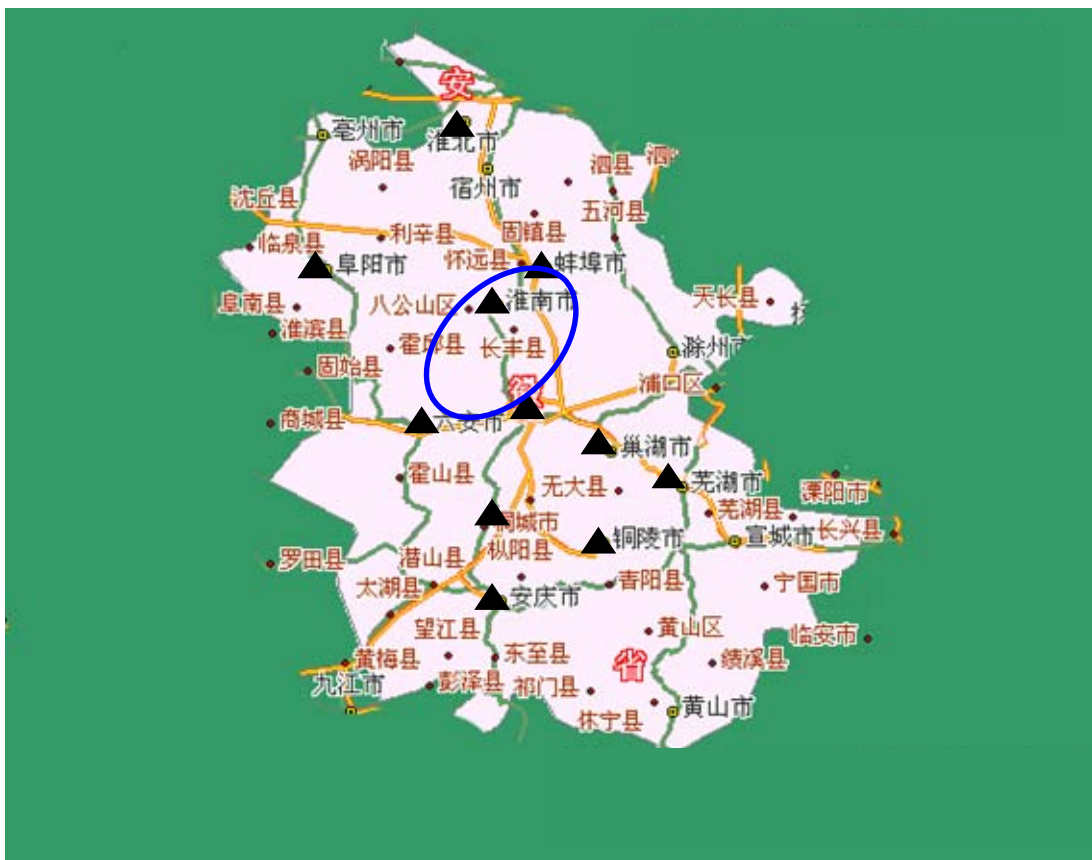 安
亳州市
淮北市
涡阳县
宿州市
泗县
沈丘县
五河县
利辛县
固镇县
临泉县
怀远县
蚌埠市
阜阳市
八公山区
淮南市
天长县
阜南县
淮滨县
霍邱县
长丰县
滁州市
固始县
徽
浦口区
商城县
六安市
巢湖市
霍山县
无大县
芜湖市
溧阳市
芜湖县
桐城市
铜陵市
宣城市
长兴县
枞阳县
潜山县
罗田县
太湖县
青阳县
宁国市
安庆市
望江县
黄山区
临安市
黄梅县
东至县
省
绩溪县
九江市
彭泽县
祁门县
休宁县
黄山市